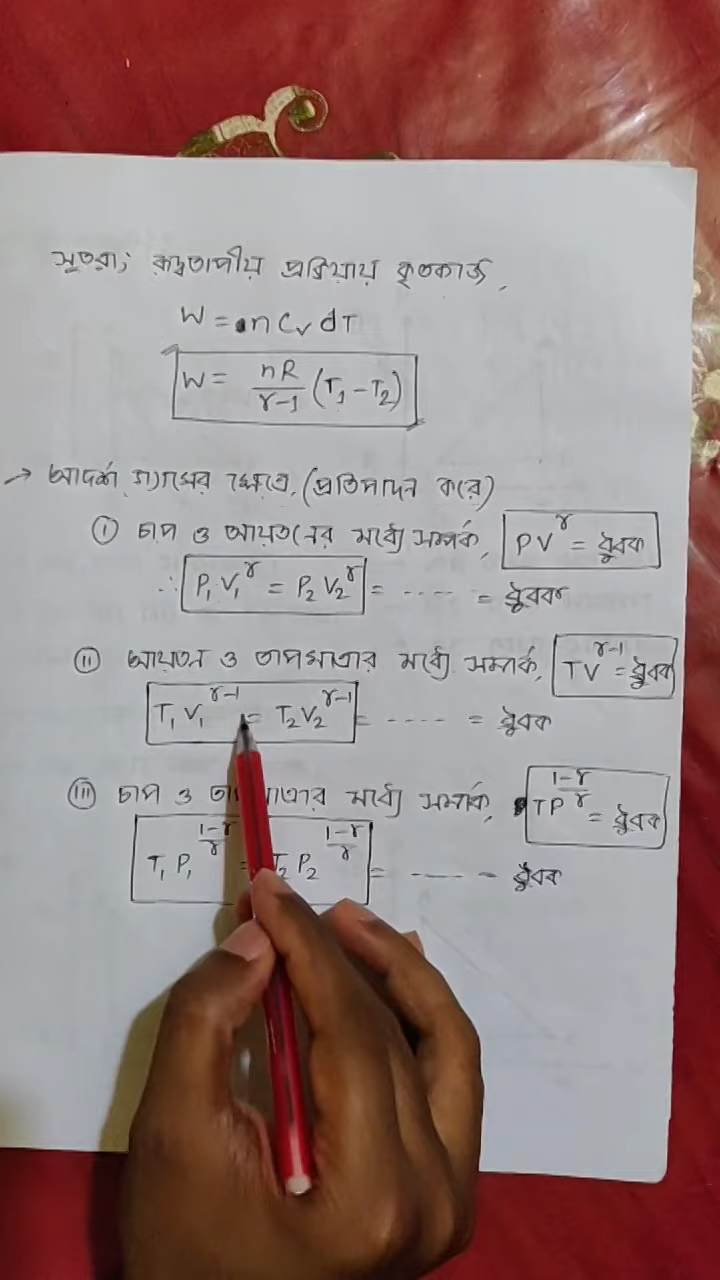 সুতরাং রুদ্ধতাপীয় প্রক্রিয়ায় কৃতকার্জ,
W = nCᵥdT
W = nR/(γ-1) (T₁ - T₂)
→ আদর্শ গ্যাসের ক্ষেত্রে, (প্রতিপাদন করে)
(i) চাপ ও আয়তনের মধ্যে সম্পর্ক, PV^γ = ধ্রুবক
∴ P₁V₁^γ = P₂V₂^γ = ---- = ধ্রুবক
(ii) আয়তন ও তাপমাত্রার মধ্যে সম্পর্ক, TV^(γ-1) = ধ্রুবক
T₁V₁^(γ-1) = T₂V₂^(γ-1) = ---- = ধ্রুবক
(iii) চাপ ও তাপমাত্রার মধ্যে সম্পর্ক, TP^((1-γ)/γ) = ধ্রুবক
T₁P₁^((1-γ)/γ) = T₂P₂^((1-γ)/γ) = ---- ধ্রুবক